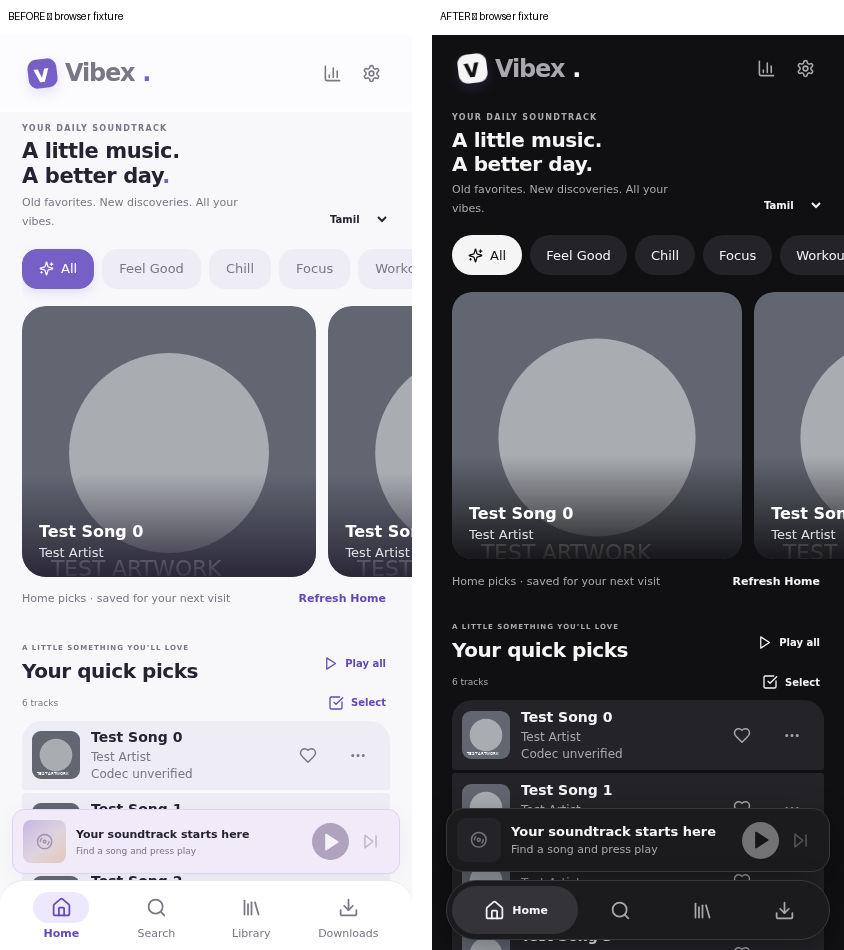 BEFORE browser fixture
V Vibex .
YOUR DAILY SOUNDTRACK
A little music.
A better day.
Old favorites. New discoveries. All your
vibes.
Tamil
All
Feel Good
Chill
Focus
Worko
Test Song 0
Test Artist
TEST ARTWORK
Test So
Test Artist
TEST
Home picks · saved for your next visit
Refresh Home
A LITTLE SOMETHING YOU'LL LOVE
Your quick picks
Play all
6 tracks
Select
Test Song 0
Test Artist
Codec unverified
Test Song 1
Your soundtrack starts here
Find a song and press play
Test Song 2
Home
Search
Library
Downloads
AFTER browser fixture
V Vibex .
YOUR DAILY SOUNDTRACK
A little music.
A better day.
Old favorites. New discoveries. All your
vibes.
Tamil
All
Feel Good
Chill
Focus
Workou
Test Song 0
Test Artist
TEST ARTWORK
Test Son
Test Artist
TEST
Home picks · saved for your next visit
Refresh Home
A LITTLE SOMETHING YOU'LL LOVE
Your quick picks
Play all
6 tracks
Select
Test Song 0
Test Artist
Codec unverified
Test Song 1
Test Artist
Your soundtrack starts here
Find a song and press play
Test Artist
Home